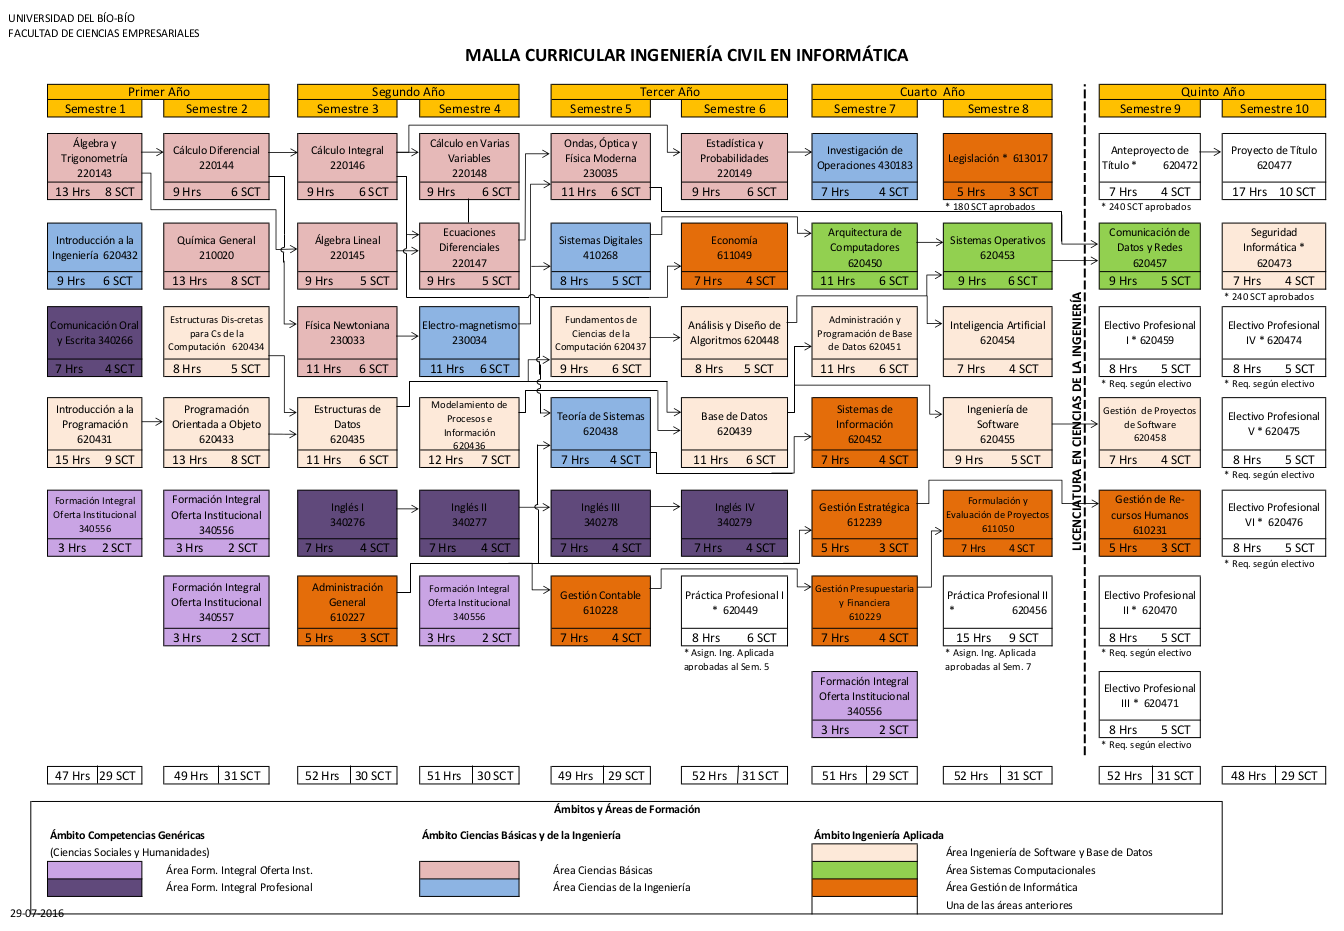 UNIVERSIDAD DEL BÍO-BÍO
FACULTAD DE CIENCIAS EMPRESARIALES
MALLA CURRICULAR INGENIERÍA CIVIL EN INFORMÁTICA
Primer Año
Semestre 1
Semestre 2
Segundo Año
Semestre 3
Semestre 4
Tercer Año
Semestre 5
Semestre 6
Cuarto Año
Semestre 7
Semestre 8
Quinto Año
Semestre 9
Semestre 10
Álgebra y
Trigonometría
220143
13 Hrs 8 SCT
Cálculo Diferencial
220144
9 Hrs 6 SCT
Cálculo Integral
220146
9 Hrs 6 SCT
Cálculo en Varias
Variables
220148
9 Hrs 6 SCT
Ondas, Óptica y
Física Moderna
230035
11 Hrs 6 SCT
Estadística y
Probabilidades
220149
9 Hrs 6 SCT
Investigación de
Operaciones 430183
7 Hrs 4 SCT
Legislación * 613017
5 Hrs 3 SCT
* 180 SCT aprobados
Anteproyecto de
Título * 620472
7 Hrs 4 SCT
* 240 SCT aprobados
Proyecto de Título
620477
17 Hrs 10 SCT
Introducción a la
Ingeniería 620432
9 Hrs 6 SCT
Química General
210020
13 Hrs 8 SCT
Álgebra Lineal
220145
9 Hrs 5 SCT
Ecuaciones
Diferenciales
220147
9 Hrs 5 SCT
Sistemas Digitales
410268
8 Hrs 5 SCT
Economía
611049
7 Hrs 4 SCT
Arquitectura de
Computadores
620450
11 Hrs 6 SCT
Sistemas Operativos
620453
9 Hrs 6 SCT
Comunicación de
Datos y Redes
620457
9 Hrs 5 SCT
Seguridad
Informática *
620473
7 Hrs 4 SCT
* 240 SCT aprobados
Comunicación Oral
y Escrita 340266
7 Hrs 4 SCT
Estructuras Dis-cretas
para Cs de la
Computación 620434
8 Hrs 5 SCT
Física Newtoniana
230033
11 Hrs 6 SCT
Electro-magnetismo
230034
11 Hrs 6 SCT
Fundamentos de
Ciencias de la
Computación 620437
9 Hrs 6 SCT
Análisis y Diseño de
Algoritmos 620448
8 Hrs 5 SCT
Administración y
Programación de Base
de Datos 620451
11 Hrs 6 SCT
Inteligencia Artificial
620454
7 Hrs 4 SCT
LICENCIATURA EN CIENCIAS DE LA INGENIERÍA
Electivo Profesional
I * 620459
8 Hrs 5 SCT
* Req. según electivo
Electivo Profesional
IV * 620474
8 Hrs 5 SCT
* Req. según electivo
Introducción a la
Programación
620431
15 Hrs 9 SCT
Programación
Orientada a Objeto
620433
13 Hrs 8 SCT
Estructuras de
Datos
620435
11 Hrs 6 SCT
Modelamiento de
Procesos e
Información
620436
12 Hrs 7 SCT
Teoría de Sistemas
620438
7 Hrs 4 SCT
Base de Datos
620439
11 Hrs 6 SCT
Sistemas de
Información
620452
7 Hrs 4 SCT
Ingeniería de
Software
620455
9 Hrs 5 SCT
Gestión de Proyectos
de Software
620458
7 Hrs 4 SCT
Electivo Profesional
V * 620475
8 Hrs 5 SCT
* Req. según electivo
Formación Integral
Oferta Institucional
340556
3 Hrs 2 SCT
Formación Integral
Oferta Institucional
340556
3 Hrs 2 SCT
Inglés I
340276
7 Hrs 4 SCT
Inglés II
340277
7 Hrs 4 SCT
Inglés III
340278
7 Hrs 4 SCT
Inglés IV
340279
7 Hrs 4 SCT
Gestión Estratégica
612239
5 Hrs 3 SCT
Formulación y
Evaluación de Proyectos
611050
7 Hrs 4 SCT
Gestión de Re-
cursos Humanos
610231
5 Hrs 3 SCT
Electivo Profesional
VI * 620476
8 Hrs 5 SCT
* Req. según electivo
Formación Integral
Oferta Institucional
340557
3 Hrs 2 SCT
Administración
General
610227
5 Hrs 3 SCT
Formación Integral
Oferta Institucional
340556
3 Hrs 2 SCT
Gestión Contable
610228
7 Hrs 4 SCT
Práctica Profesional I
* 620449
8 Hrs 6 SCT
* Asign. Ing. Aplicada
aprobadas al Sem. 5
Gestión Presupuestaria
y Financiera
610229
7 Hrs 4 SCT
Práctica Profesional II
* 620456
15 Hrs 9 SCT
* Asign. Ing. Aplicada
aprobadas al Sem. 7
Electivo Profesional
II * 620470
8 Hrs 5 SCT
* Req. según electivo
Formación Integral
Oferta Institucional
340556
3 Hrs 2 SCT
Electivo Profesional
III * 620471
8 Hrs 5 SCT
* Req. según electivo
47 Hrs 29 SCT
49 Hrs 31 SCT
52 Hrs 30 SCT
51 Hrs 30 SCT
49 Hrs 29 SCT
52 Hrs 31 SCT
51 Hrs 29 SCT
52 Hrs 31 SCT
52 Hrs 31 SCT
48 Hrs 29 SCT
Ámbitos y Áreas de Formación
Ámbito Competencias Genéricas
(Ciencias Sociales y Humanidades)
Área Form. Integral Oferta Inst.
Área Form. Integral Profesional
Ámbito Ciencias Básicas y de la Ingeniería
Área Ciencias Básicas
Área Ciencias de la Ingeniería
Ámbito Ingeniería Aplicada
Área Ingeniería de Software y Base de Datos
Área Sistemas Computacionales
Área Gestión de Informática
Una de las áreas anteriores
29-07-2016